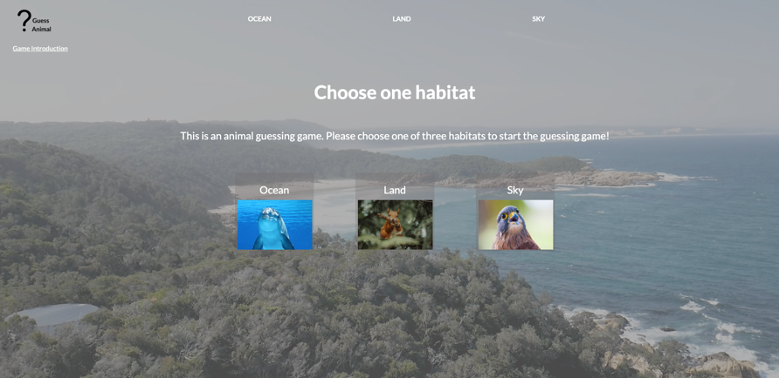 Guess
Animal
OCEAN
LAND
SKY
Game Introduction
Choose one habitat
This is an animal guessing game. Please choose one of three habitats to start the guessing game!
Ocean
Land
Sky